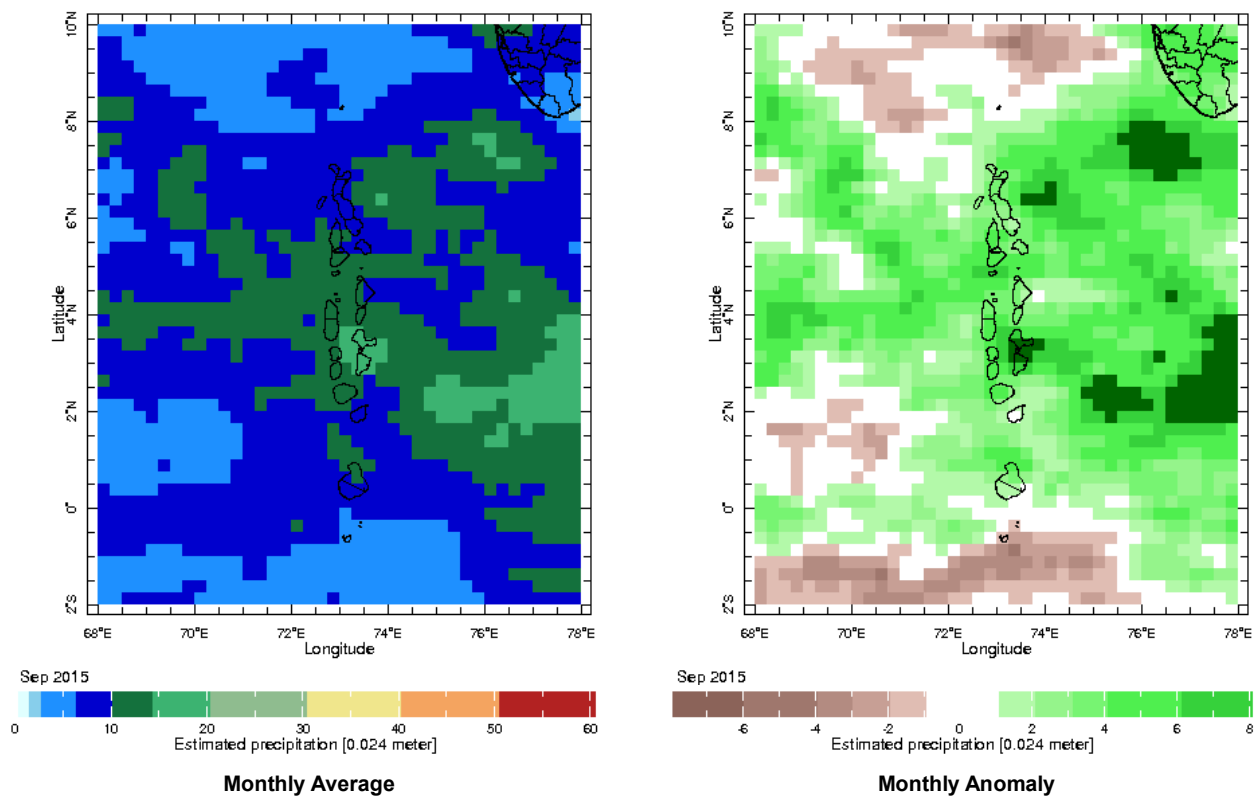 10°N
8°N
6°N
4°N
2°N
0°
2°S
Latitude
68°E 70°E 72°E 74°E 76°E 78°E
Longitude
Sep 2015
0 10 20 30 40 50 60
Estimated precipitation [0.024 meter]
Monthly Average
10°N
8°N
6°N
4°N
2°N
0°
2°S
Latitude
68°E 70°E 72°E 74°E 76°E 78°E
Longitude
Sep 2015
-6 -4 -2 0 2 4 6 8
Estimated precipitation [0.024 meter]
Monthly Anomaly